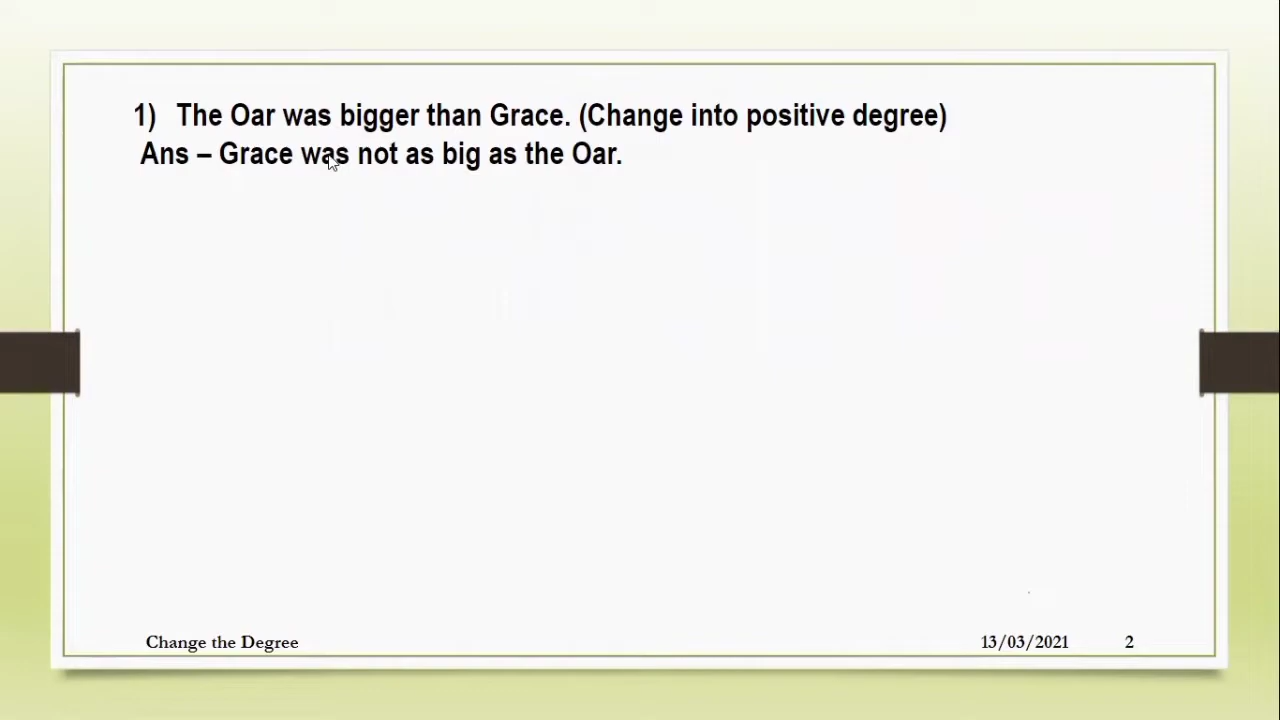 1) The Oar was bigger than Grace. (Change into positive degree)
Ans – Grace was not as big as the Oar.
Change the Degree 13/03/2021 2